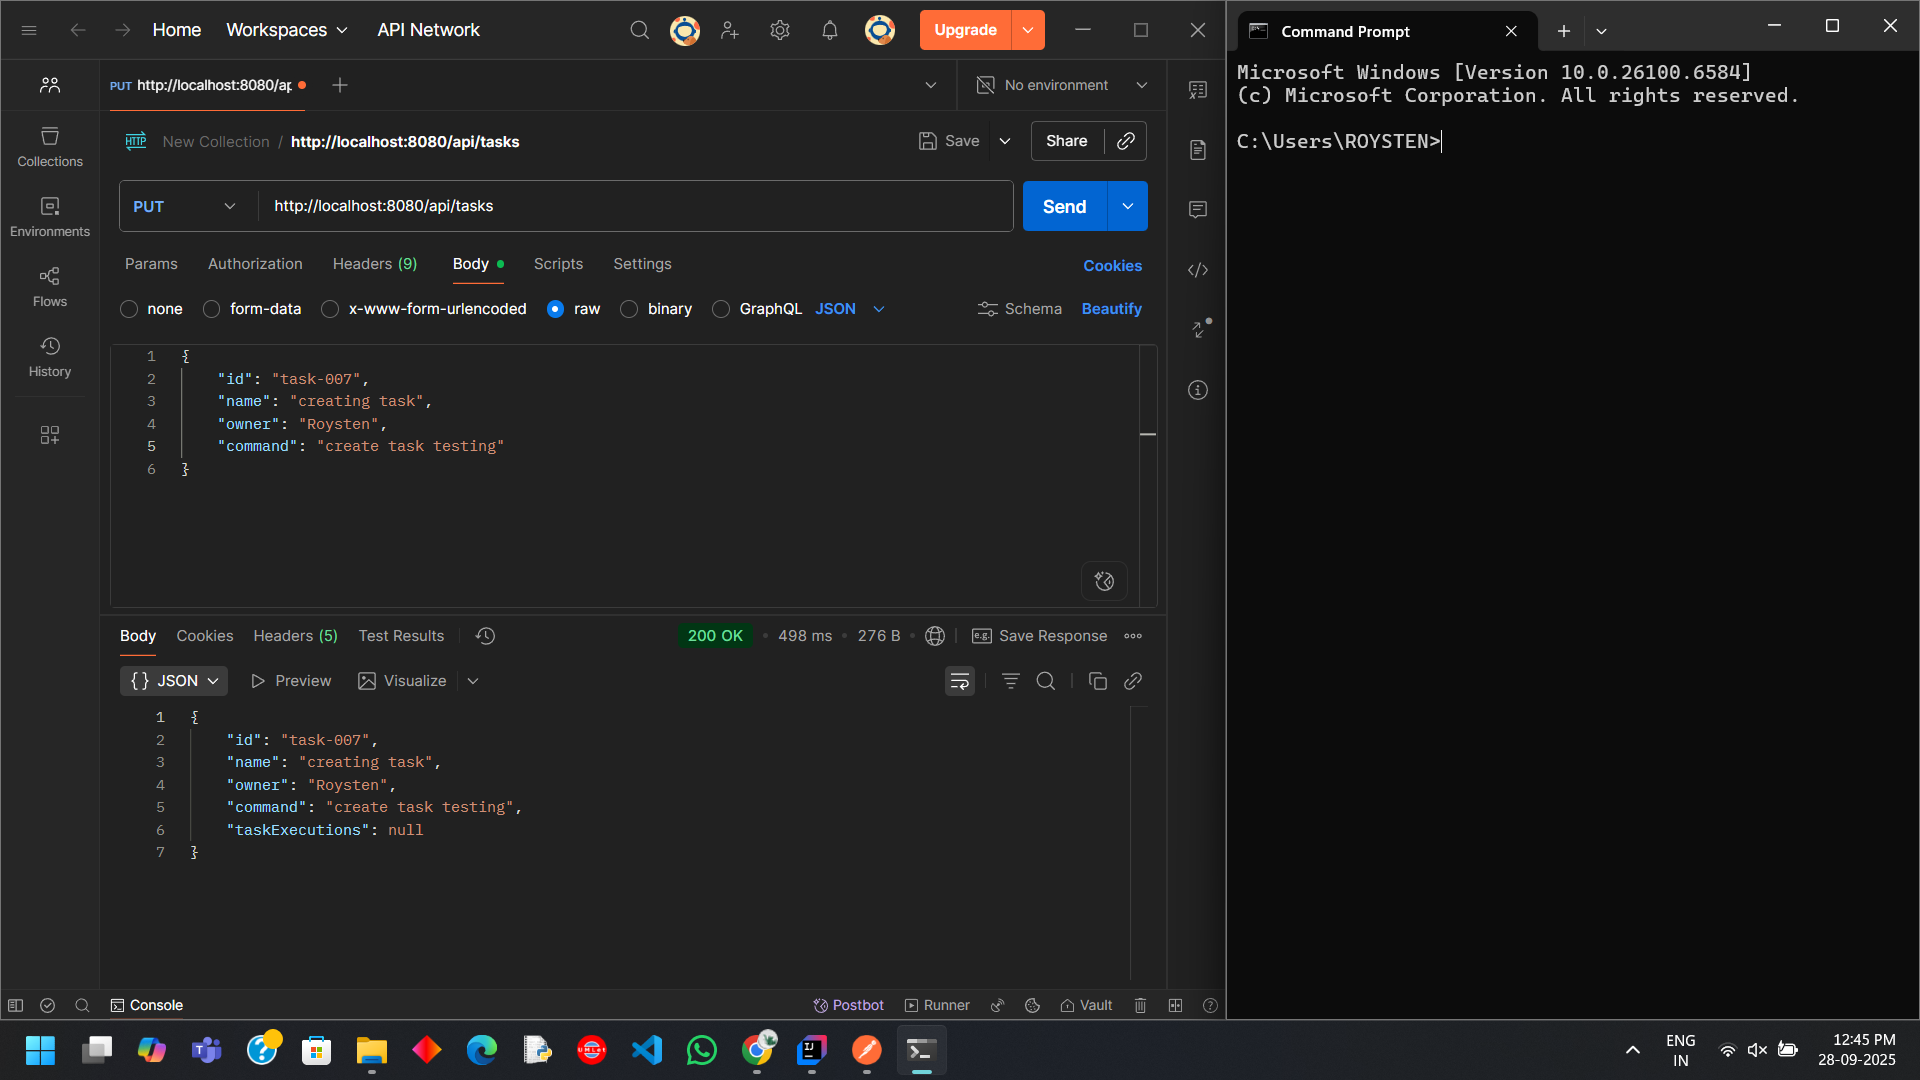 Home Workspaces API Network Upgrade
PUT http://localhost:8080/ap No environment
HTTP New Collection / http://localhost:8080/api/tasks Save Share
PUT http://localhost:8080/api/tasks Send
Params Authorization Headers (9) Body Scripts Settings Cookies
none form-data x-www-form-urlencoded raw binary GraphQL JSON Schema Beautify
1 {
2 "id": "task-007",
3 "name": "creating task",
4 "owner": "Roysten",
5 "command": "create task testing"
6 }
Collections
Environments
Flows
History
Body Cookies Headers (5) Test Results 200 OK • 498 ms • 276 B • e.g. Save Response
{} JSON Preview Visualize
1 {
2 "id": "task-007",
3 "name": "creating task",
4 "owner": "Roysten",
5 "command": "create task testing",
6 "taskExecutions": null
7 }
Console Postbot Runner Vault
Command Prompt
Microsoft Windows [Version 10.0.26100.6584]
(c) Microsoft Corporation. All rights reserved.
C:\Users\ROYSTEN>
UMLet
IJ
ENG
IN
12:45 PM
28-09-2025